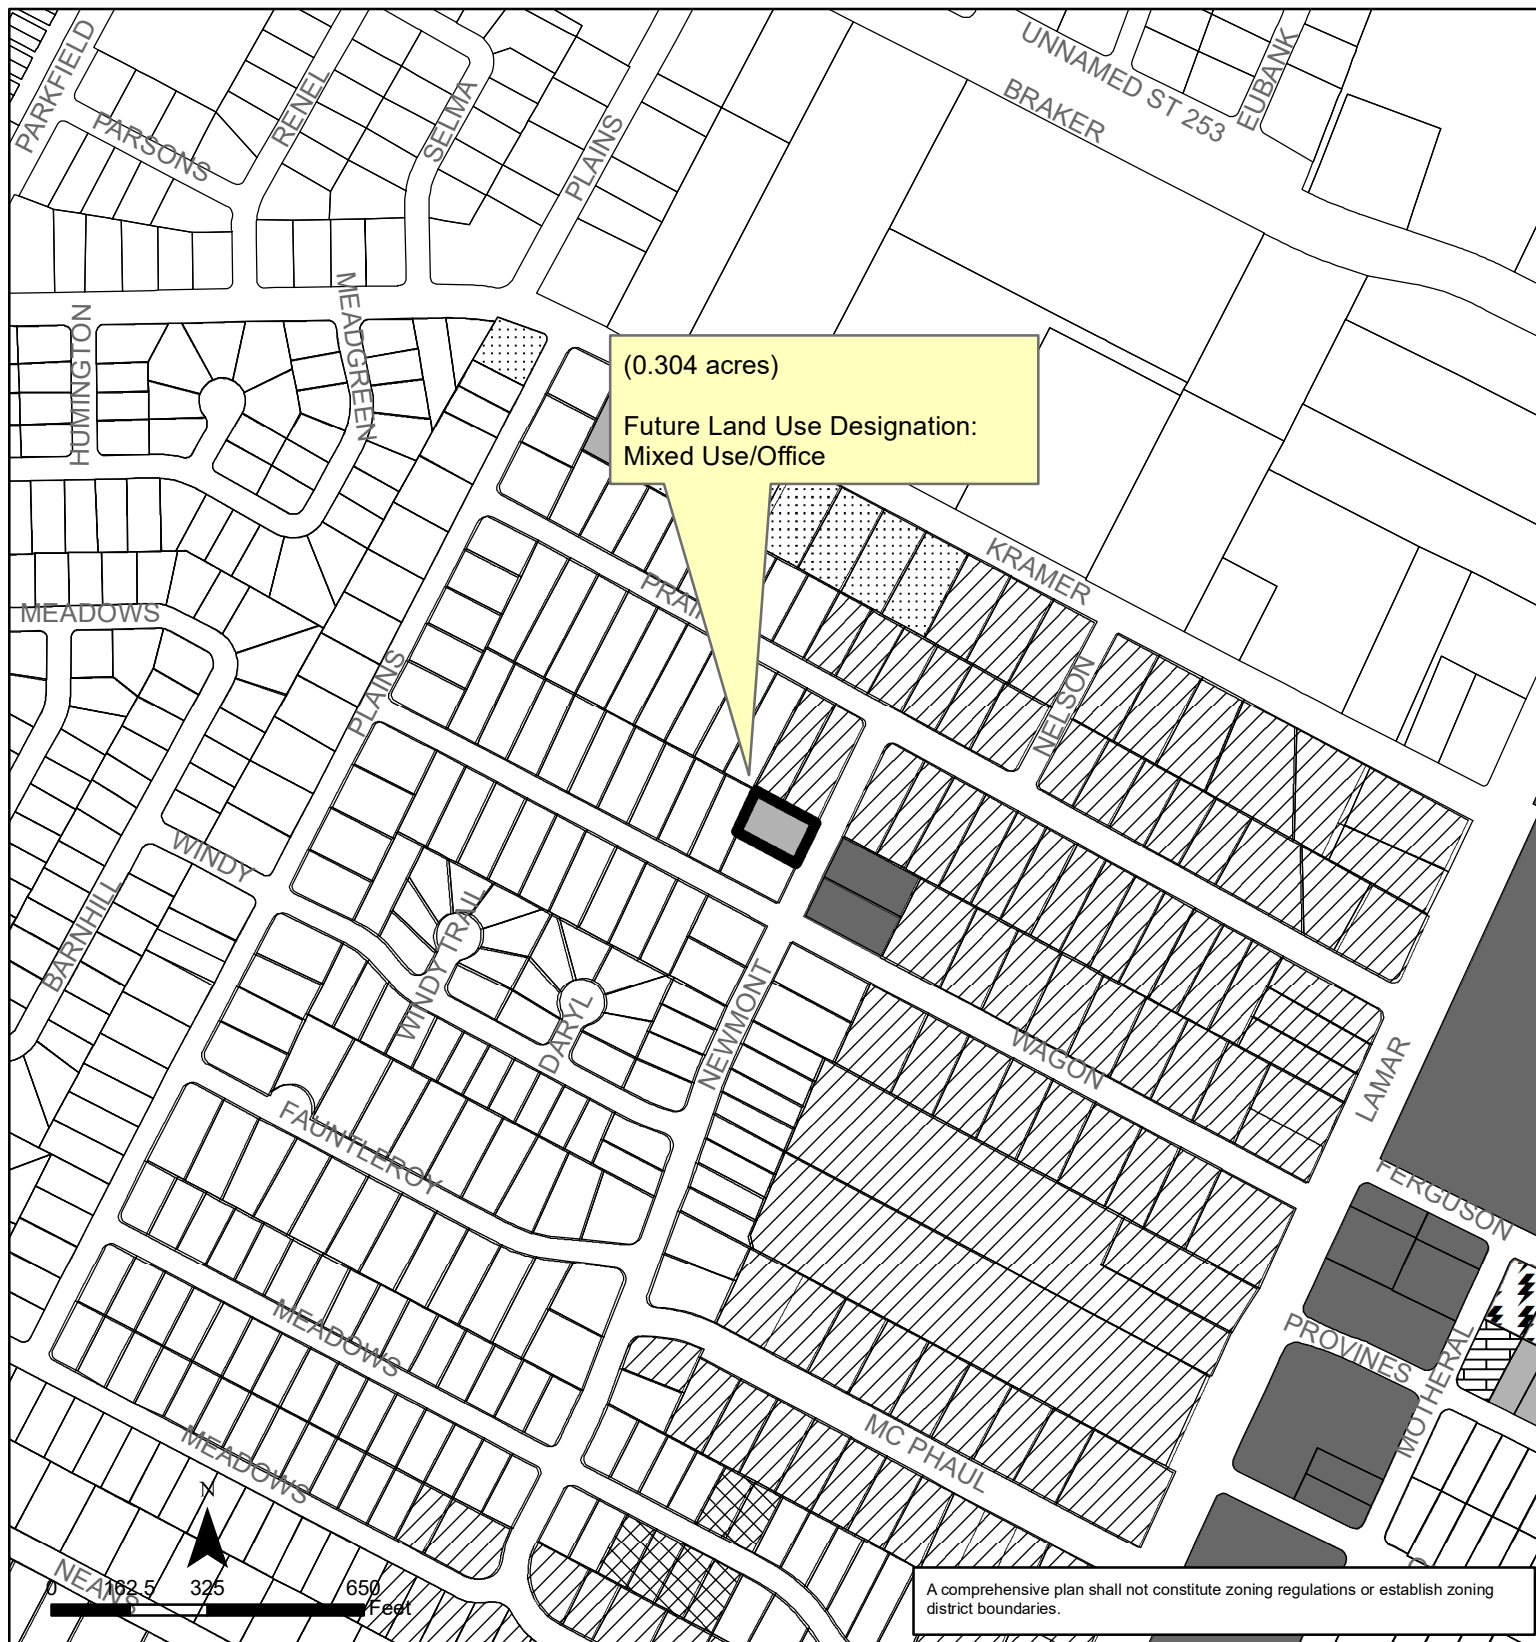 PARKFIELD
PARSONS
RENEL
SELMA
PLAINS
UNNAMED ST 253
EUBANK
BRAKER
HUMINGTON
MEADGREEN
(0.304 acres)
Future Land Use Designation:
Mixed Use/Office
KRAMER
MEADOWS
PLAINS
NELSON
WINDY
BARNHILL
WINDY TRAIL
DARYL
NEWMONT
WAGON
LAMAR
FAUNTLEROY
FERGUSON
MEADOWS
PROVINES
MOTHERAL
MEADOWS
MC PHAUL
N
NEANS
0 162.5 325 650
Feet
A comprehensive plan shall not constitute zoning regulations or establish zoning
district boundaries.